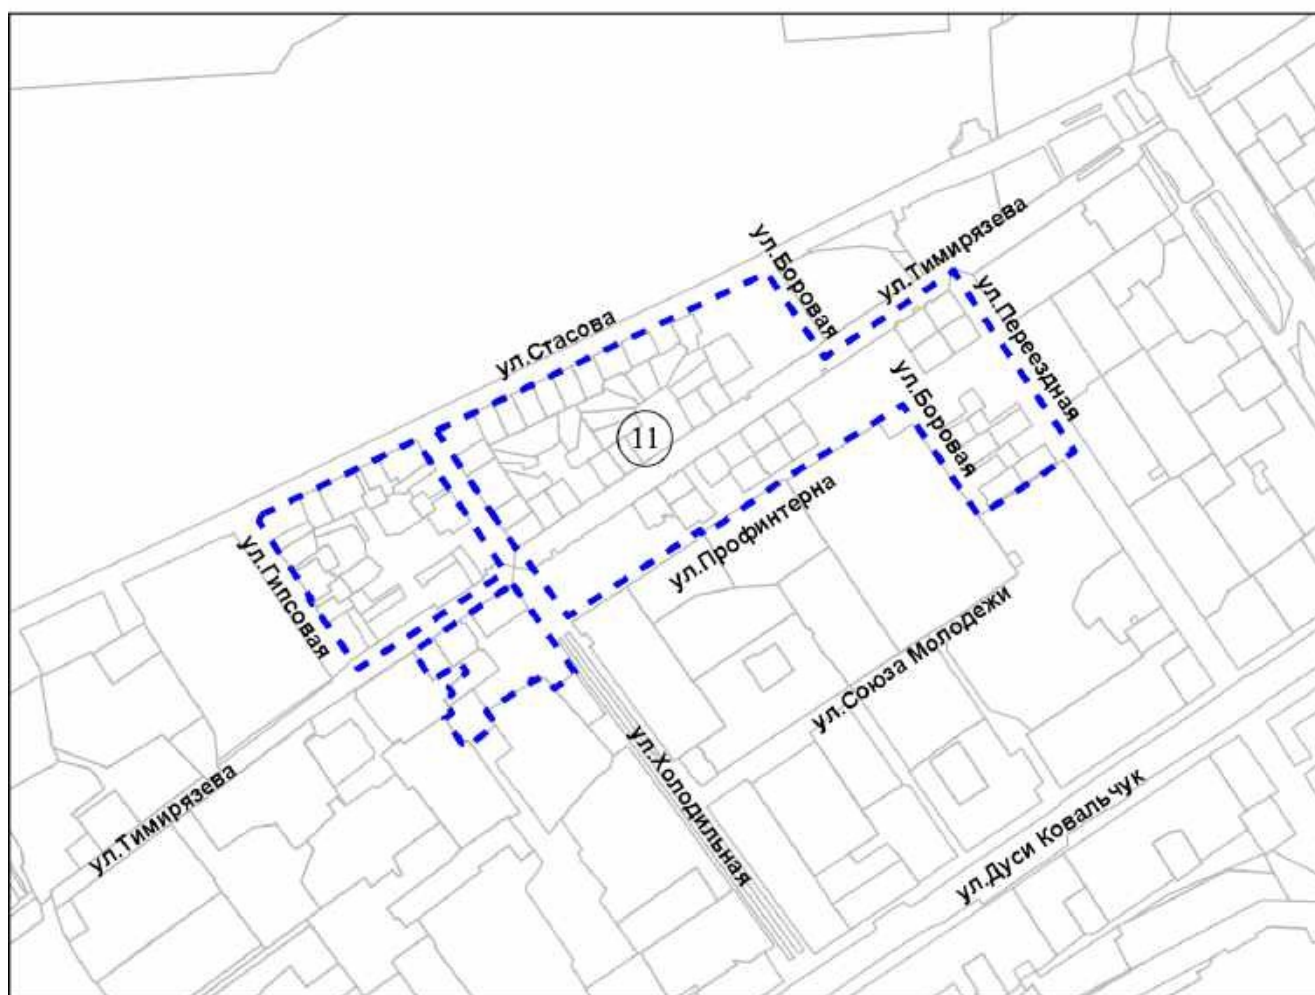 ул.Боровая
ул.Тимирязева
ул.Стасова
ул.Переездная
ул.Боровая
11
ул.Профинтерна
ул.Гипсовая
ул.Союза Молодежи
ул.Холодильная
ул.Тимирязева
ул.Дуси Ковальчук